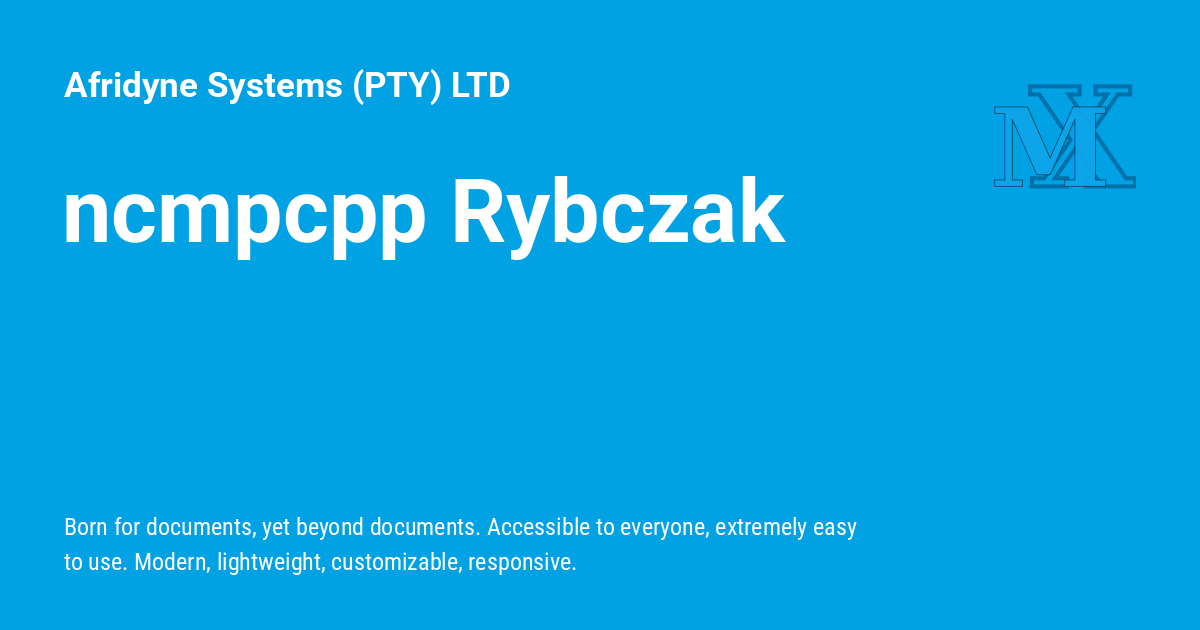 Afridyne Systems (PTY) LTD
MX
ncmpcpp Rybczak
Born for documents, yet beyond documents. Accessible to everyone, extremely easy
to use. Modern, lightweight, customizable, responsive.